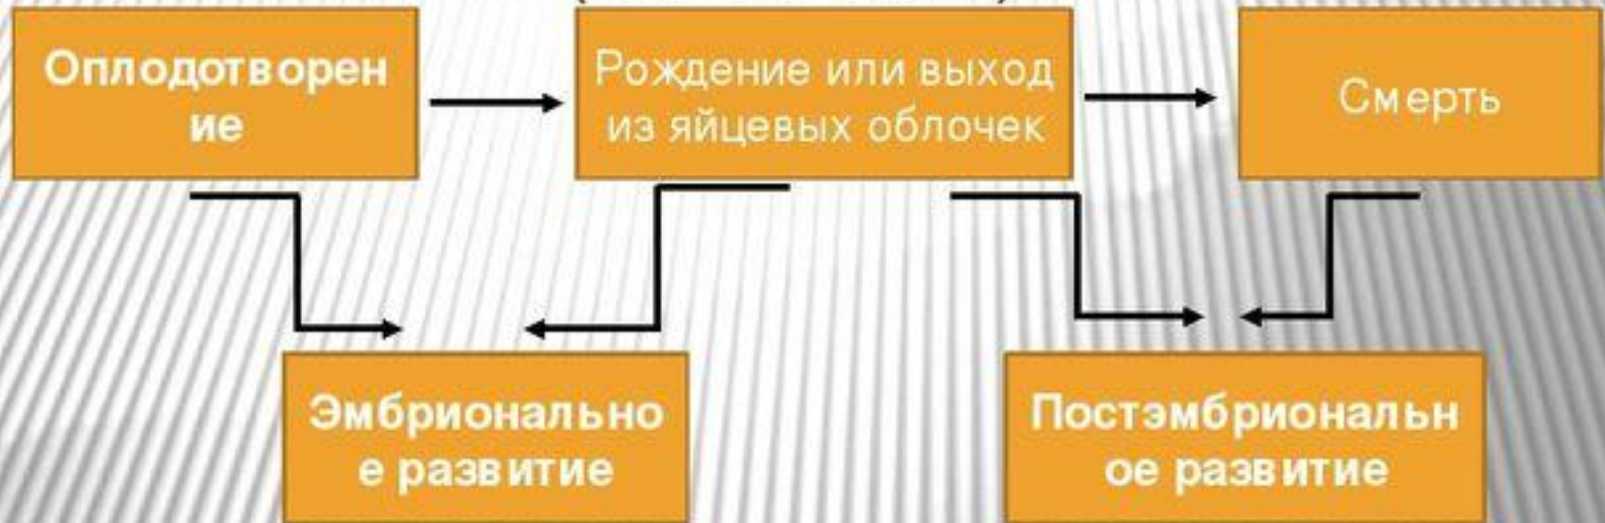 Оплодотворен
ие
Рождение или выход
из яйцевых облочек
Смерть
Эмбрионально
е развитие
Постэмбриональн
ое развитие